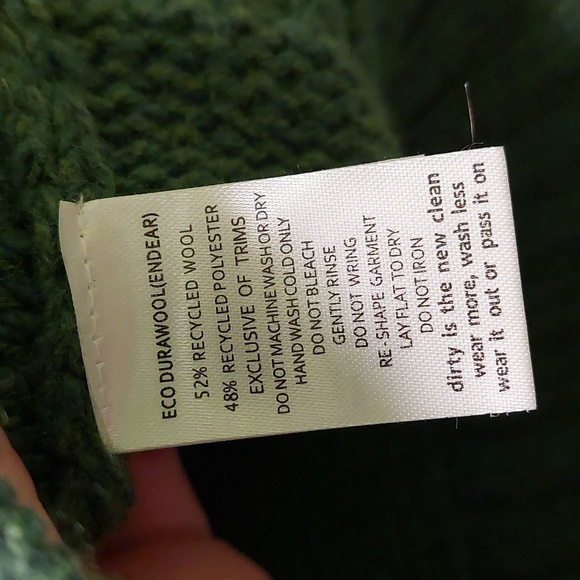 ECO DURAWOOL(ENDEAR)
52% RECYCLED WOOL
48% RECYCLED POLYESTER
EXCLUSIVE OF TRIMS
DO NOT MACHINE WASH OR DRY
HAND WASH COLD ONLY
DO NOT BLEACH
GENTLY RINSE
DO NOT WRING
RE-SHAPE GARMENT
LAY FLAT TO DRY
DO NOT IRON
dirty is the new clean
wear more, wash less
wear it out or pass it on